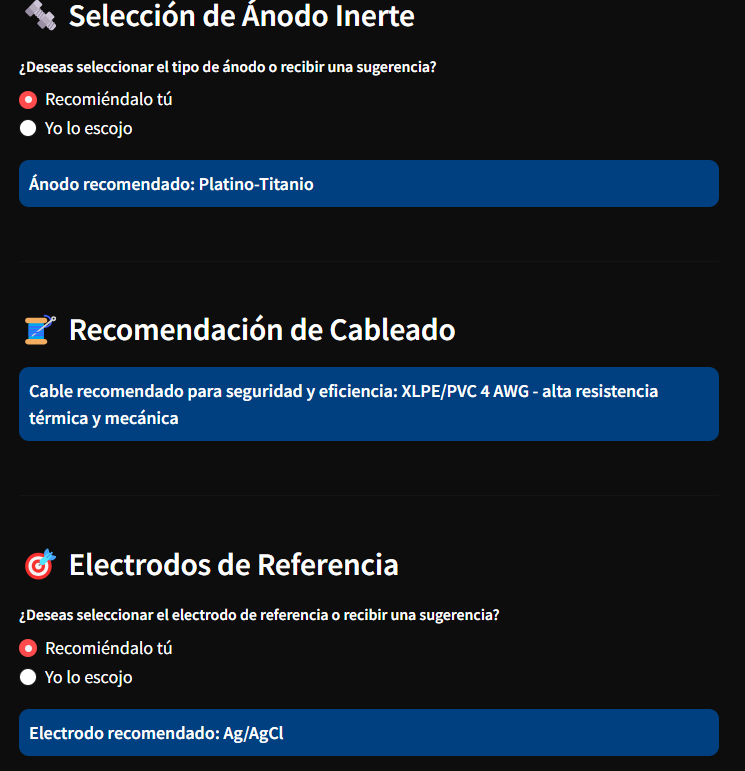 Selección de Ánodo Inerte
¿Deseas seleccionar el tipo de ánodo o recibir una sugerencia?
Recomiéndalo tú
Yo lo escojo
Ánodo recomendado: Platino-Titanio
Recomendación de Cableado
Cable recomendado para seguridad y eficiencia: XLPE/PVC 4 AWG - alta resistencia
térmica y mecánica
Electrodos de Referencia
¿Deseas seleccionar el electrodo de referencia o recibir una sugerencia?
Recomiéndalo tú
Yo lo escojo
Electrodo recomendado: Ag/AgCl